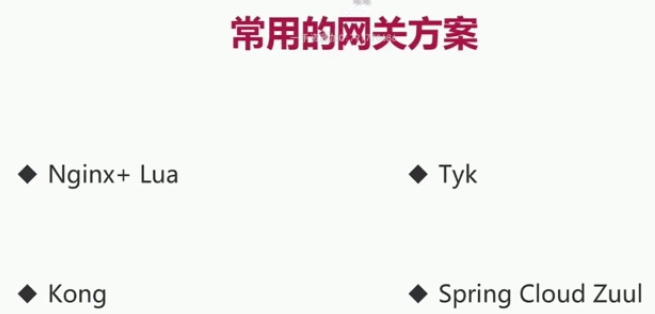 常用的网关方案
◆ Nginx+ Lua
◆ Tyk
◆ Kong
◆ Spring Cloud Zuul